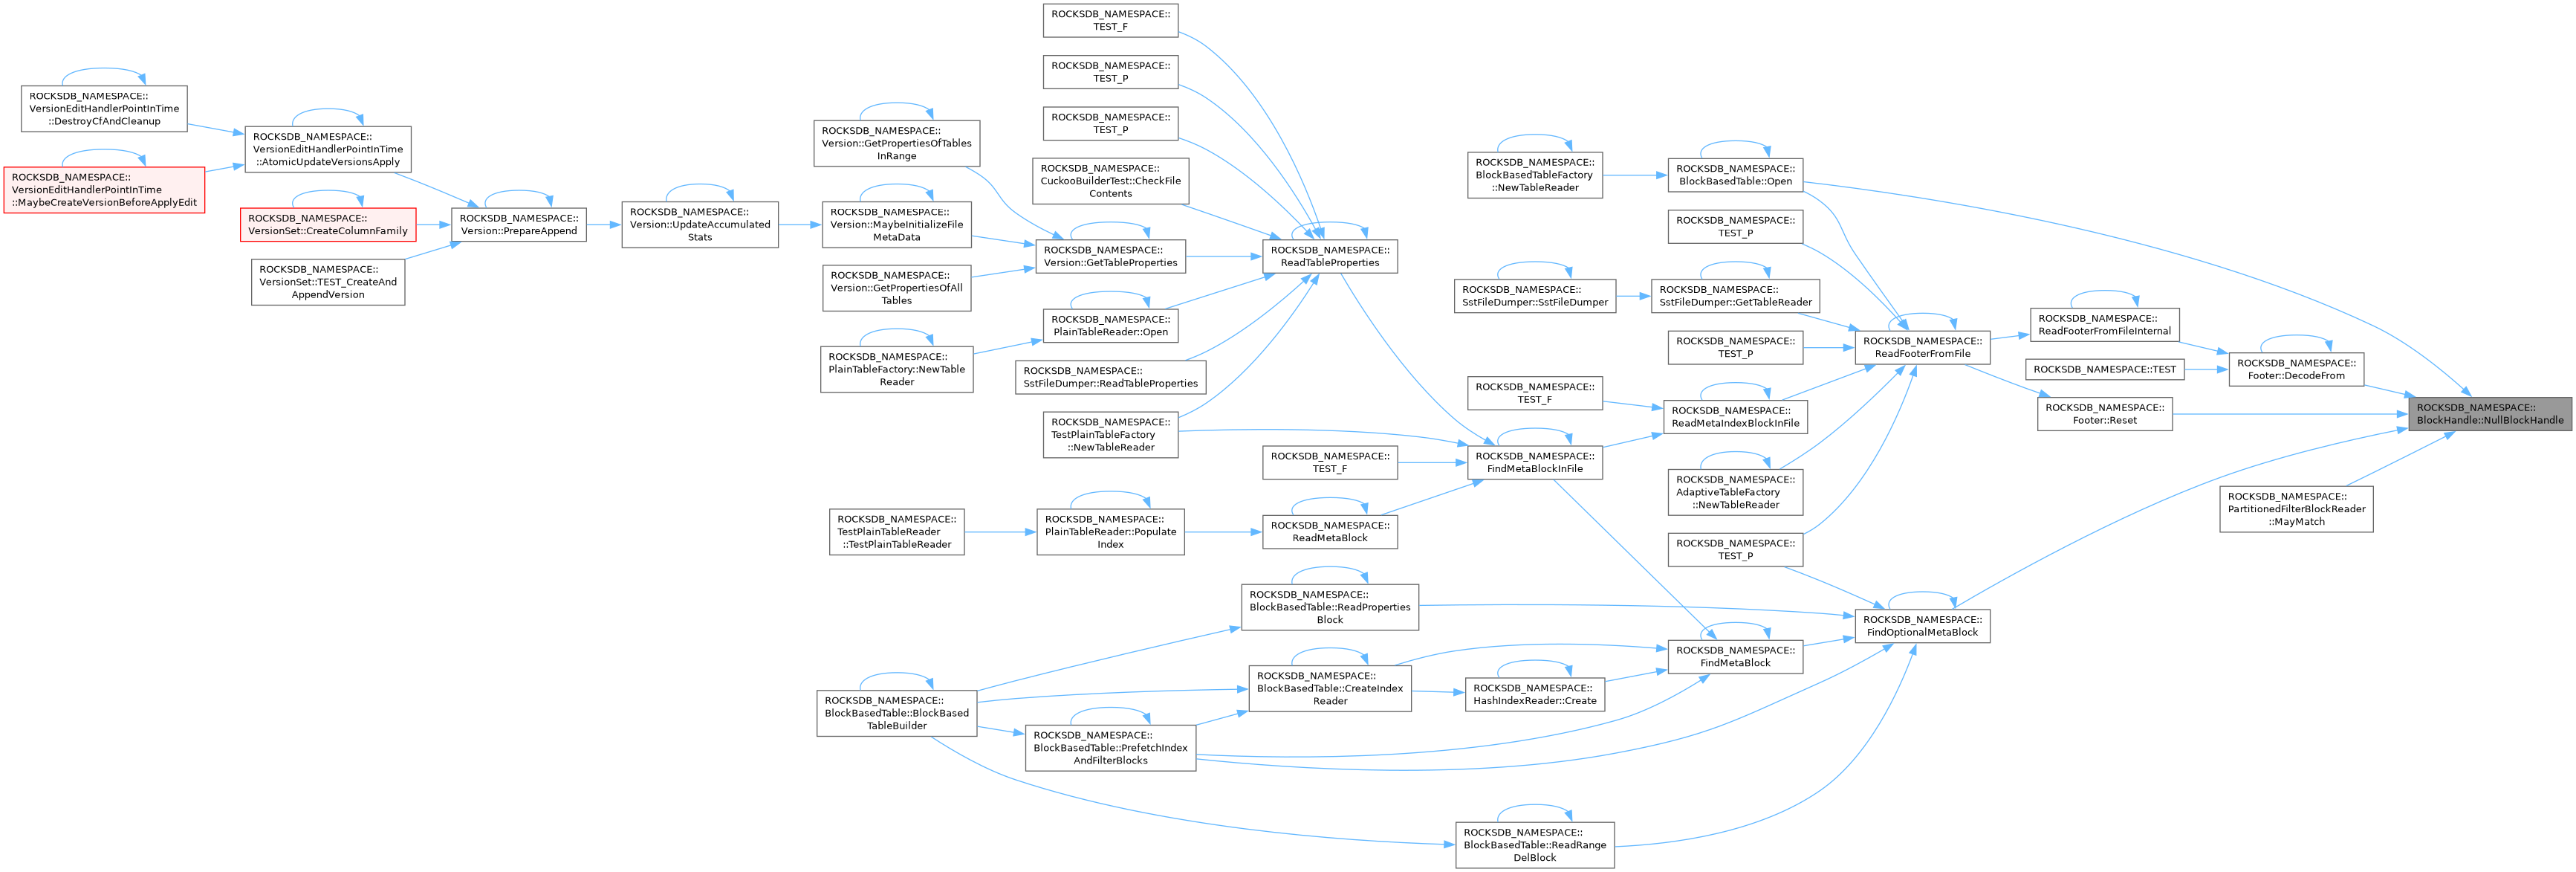 ROCKSDB_NAMESPACE::
VersionEditHandlerPointInTime
::DestroyCfAndCleanup
ROCKSDB_NAMESPACE::
VersionEditHandlerPointInTime
::MaybeCreateVersionBeforeApplyEdit
ROCKSDB_NAMESPACE::
VersionEditHandlerPointInTime
::AtomicUpdateVersionsApply
ROCKSDB_NAMESPACE::
VersionSet::CreateColumnFamily
ROCKSDB_NAMESPACE::
VersionSet::TEST_CreateAnd
AppendVersion
ROCKSDB_NAMESPACE::
Version::PrepareAppend
ROCKSDB_NAMESPACE::
Version::UpdateAccumulated
Stats
ROCKSDB_NAMESPACE::
Version::GetPropertiesOfTables
InRange
ROCKSDB_NAMESPACE::
Version::MaybeInitializeFile
MetaData
ROCKSDB_NAMESPACE::
Version::GetPropertiesOfAll
Tables
ROCKSDB_NAMESPACE::
PlainTableFactory::NewTable
Reader
ROCKSDB_NAMESPACE::
TestPlainTableReader
::TestPlainTableReader
ROCKSDB_NAMESPACE::
BlockBasedTable::BlockBased
TableBuilder
ROCKSDB_NAMESPACE::
TEST_F
ROCKSDB_NAMESPACE::
TEST_P
ROCKSDB_NAMESPACE::
TEST_P
ROCKSDB_NAMESPACE::
CuckooBuilderTest::CheckFile
Contents
ROCKSDB_NAMESPACE::
Version::GetTableProperties
ROCKSDB_NAMESPACE::
PlainTableReader::Open
ROCKSDB_NAMESPACE::
SstFileDumper::ReadTableProperties
ROCKSDB_NAMESPACE::
TestPlainTableFactory
::NewTableReader
ROCKSDB_NAMESPACE::
PlainTableReader::Populate
Index
ROCKSDB_NAMESPACE::
BlockBasedTable::PrefetchIndex
AndFilterBlocks
ROCKSDB_NAMESPACE::
ReadTableProperties
ROCKSDB_NAMESPACE::
TEST_F
ROCKSDB_NAMESPACE::
ReadMetaBlock
ROCKSDB_NAMESPACE::
BlockBasedTable::ReadProperties
Block
ROCKSDB_NAMESPACE::
BlockBasedTable::CreateIndex
Reader
ROCKSDB_NAMESPACE::
BlockBasedTableFactory
::NewTableReader
ROCKSDB_NAMESPACE::
SstFileDumper::SstFileDumper
ROCKSDB_NAMESPACE::
TEST_F
ROCKSDB_NAMESPACE::
FindMetaBlockInFile
ROCKSDB_NAMESPACE::
HashIndexReader::Create
ROCKSDB_NAMESPACE::
BlockBasedTable::ReadRange
DelBlock
ROCKSDB_NAMESPACE::
BlockBasedTable::Open
ROCKSDB_NAMESPACE::
TEST_P
ROCKSDB_NAMESPACE::
SstFileDumper::GetTableReader
ROCKSDB_NAMESPACE::
TEST_P
ROCKSDB_NAMESPACE::
ReadMetaIndexBlockInFile
ROCKSDB_NAMESPACE::
AdaptiveTableFactory
::NewTableReader
ROCKSDB_NAMESPACE::
TEST_P
ROCKSDB_NAMESPACE::
FindMetaBlock
ROCKSDB_NAMESPACE::
ReadFooterFromFile
ROCKSDB_NAMESPACE::
FindOptionalMetaBlock
ROCKSDB_NAMESPACE::
ReadFooterFromFileInternal
ROCKSDB_NAMESPACE::TEST
ROCKSDB_NAMESPACE::
Footer::Reset
ROCKSDB_NAMESPACE::
Footer::DecodeFrom
ROCKSDB_NAMESPACE::
PartitionedFilterBlockReader
::MayMatch
ROCKSDB_NAMESPACE::
BlockHandle::NullBlockHandle